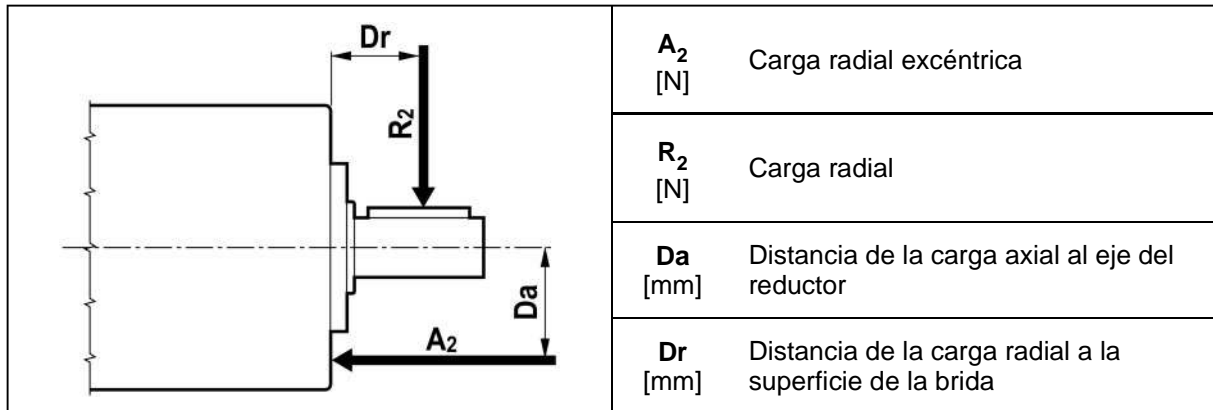 Dr
R2
Da
A2
A2
[N]
Carga radial excéntrica
R2
[N]
Carga radial
Da
[mm]
Distancia de la carga axial al eje del
reductor
Dr
[mm]
Distancia de la carga radial a la
superficie de la brida